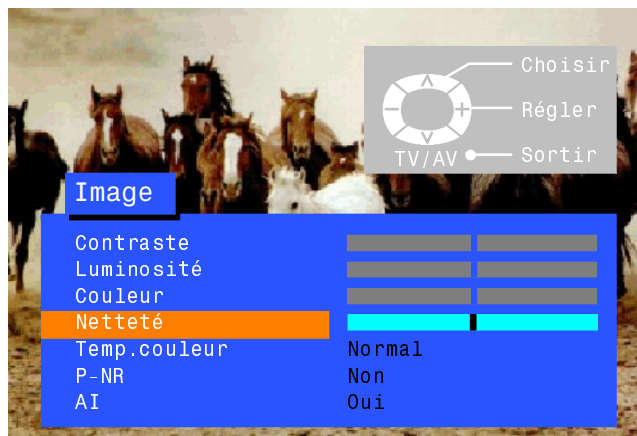 Choisir
Régler
TV/AV Sortir
Image
Contraste
Luminosité
Couleur
Netteté
Temp.couleur Normal
P-NR Non
AI Oui